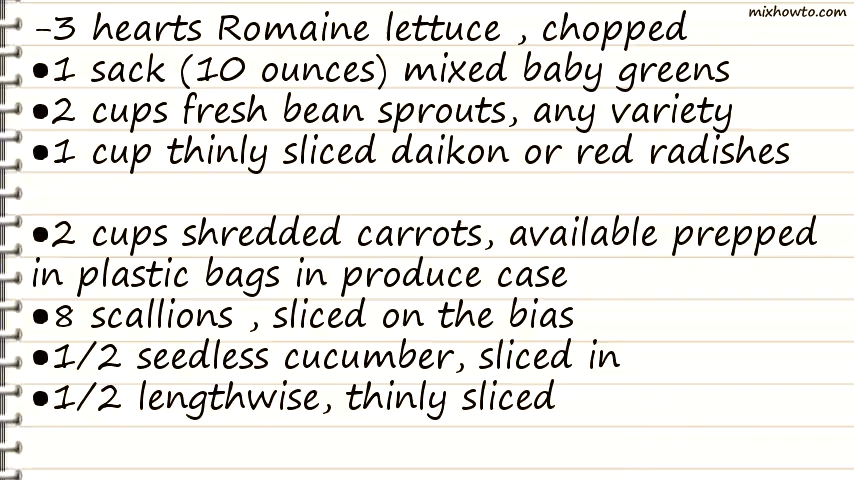 mixhowto.com
-3 hearts Romaine lettuce , chopped
●1 sack (10 ounces) mixed baby greens
●2 cups fresh bean sprouts, any variety
●1 cup thinly sliced daikon or red radishes
●2 cups shredded carrots, available prepped
in plastic bags in produce case
●8 scallions , sliced on the bias
●1/2 seedless cucumber, sliced in
●1/2 lengthwise, thinly sliced